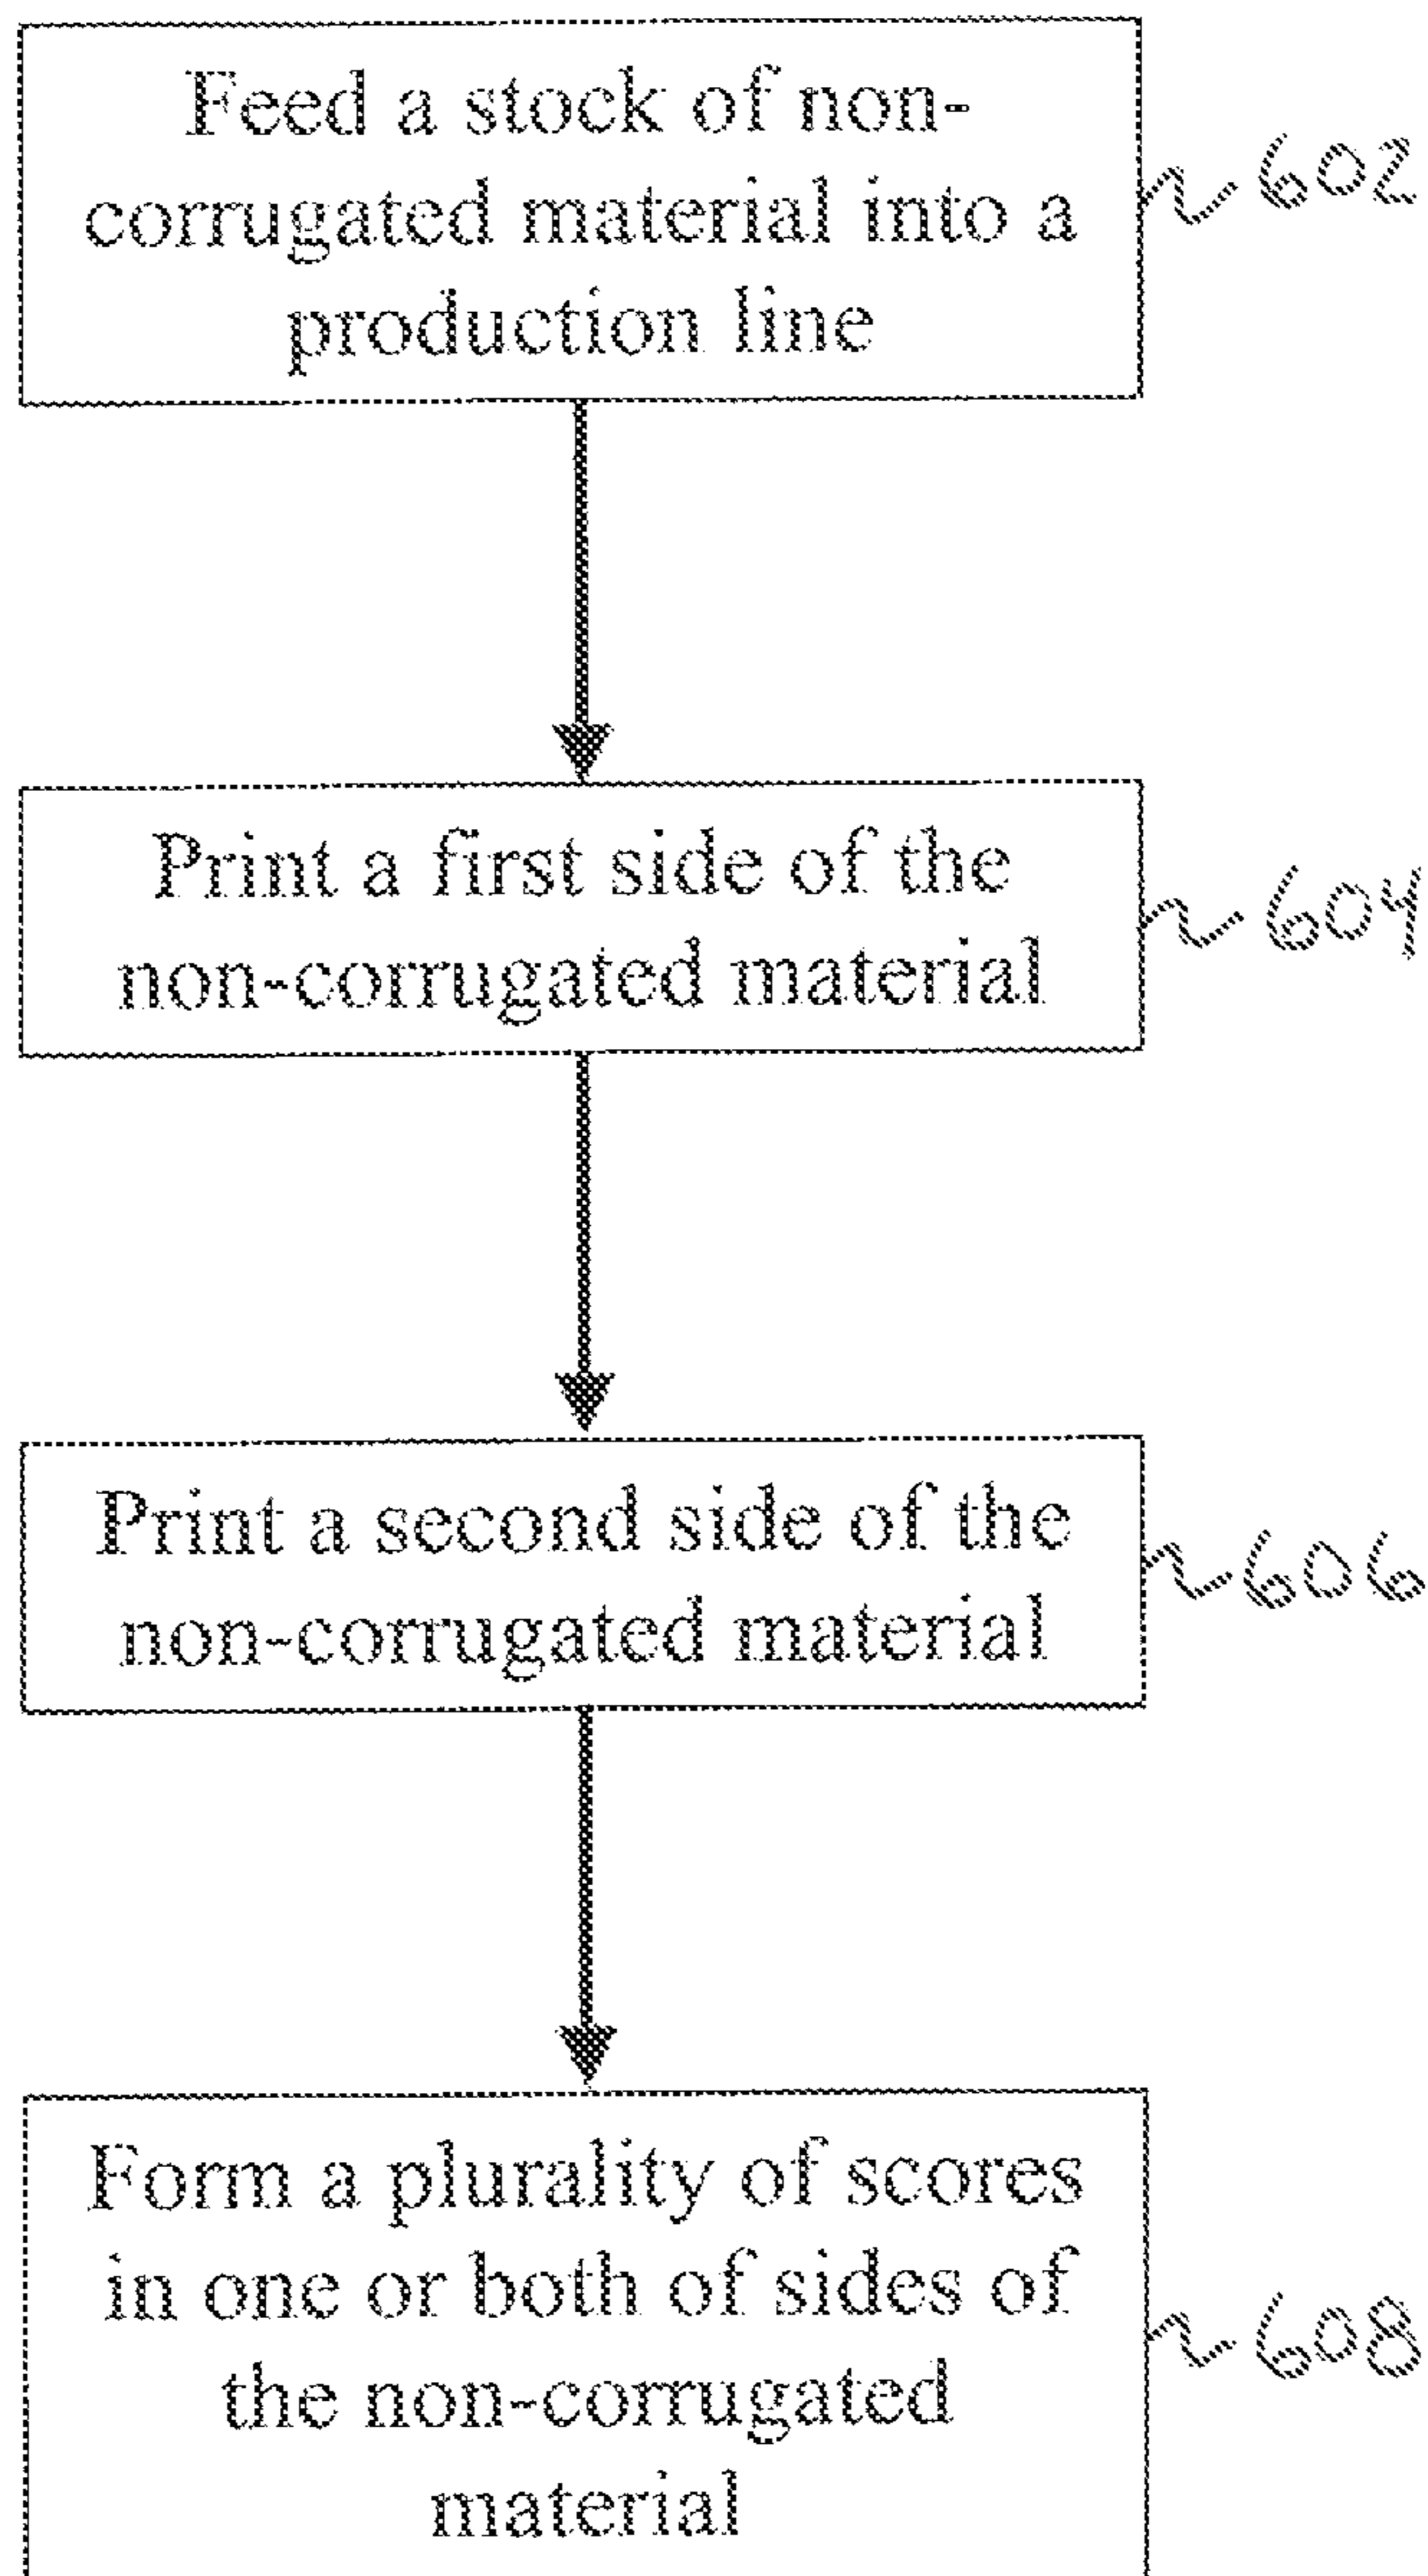 Feed a stock of non-
corrugated material into a
production line
602
Print a first side of the
non-corrugated material
604
Print a second side of the
non-corrugated material
606
Form a plurality of scores
in one or both of sides of
the non-corrugated
material
608